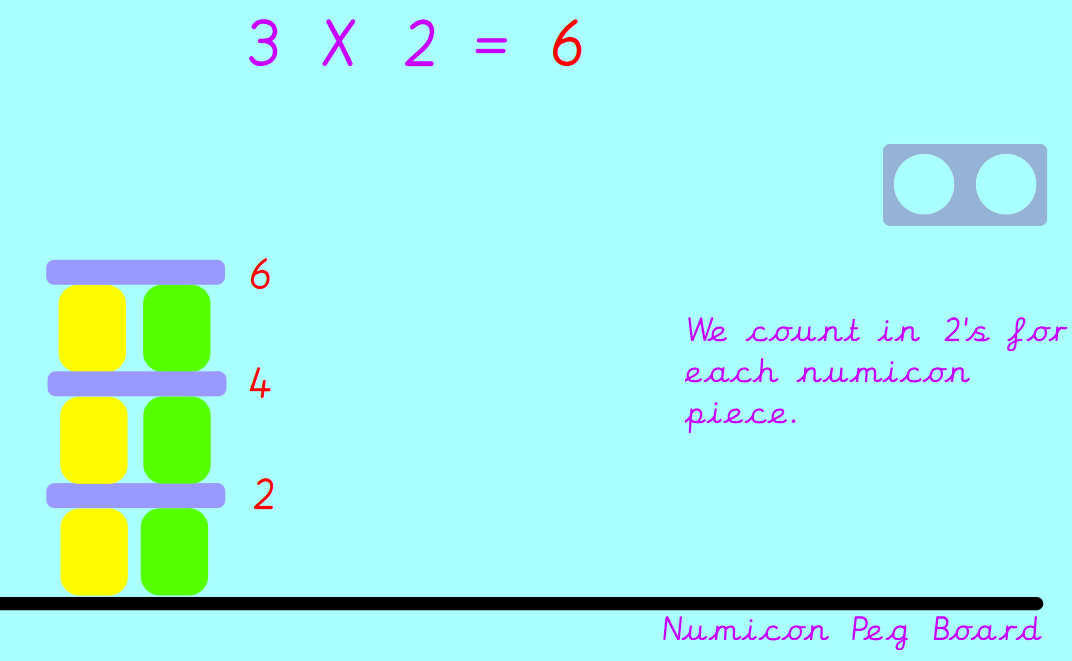 3 X 2 = 6
6
4
2
We count in 2's for
each numicon
piece.
Numicon Peg Board